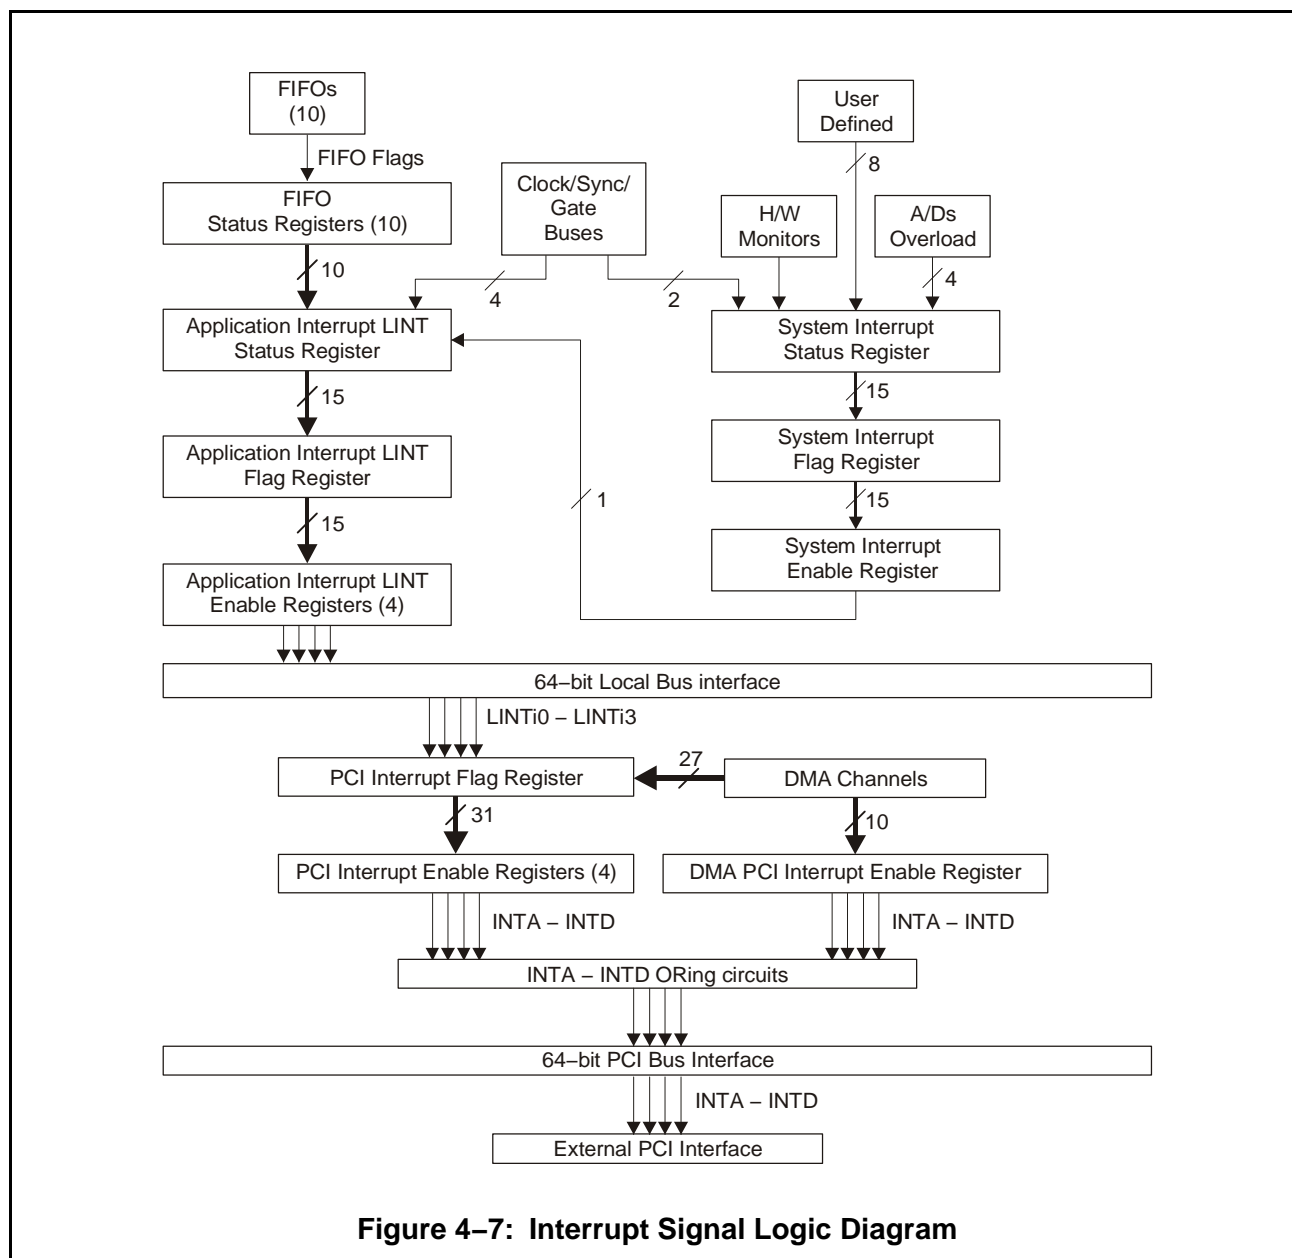 FIFOs
(10)
User
Defined
FIFO Flags
8
Clock/Sync/
Gate
Buses
FIFO
Status Registers (10)
H/W
Monitors
A/Ds
Overload
10
4
2
4
Application Interrupt LINT
Status Register
System Interrupt
Status Register
15
15
Application Interrupt LINT
Flag Register
System Interrupt
Flag Register
1
15
15
System Interrupt
Enable Register
Application Interrupt LINT
Enable Registers (4)
64–bit Local Bus interface
LINTi0 – LINTi3
27
PCI Interrupt Flag Register
DMA Channels
31
10
PCI Interrupt Enable Registers (4)
DMA PCI Interrupt Enable Register
INTA – INTD
INTA – INTD
INTA – INTD ORing circuits
64–bit PCI Bus Interface
INTA – INTD
External PCI Interface
Figure 4–7: Interrupt Signal Logic Diagram